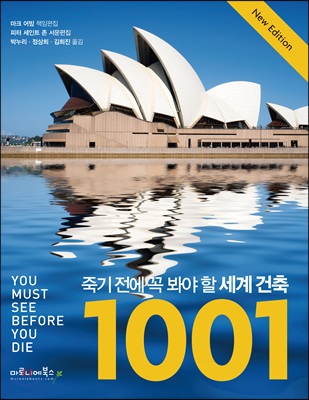 마크 어빙 책임편집
피터 세인트 존 서문편집
박누리 · 정상희 · 김희진 옮김
New Edition
죽기 전에 꼭 봐야 할 세계 건축
1001
YOU
MUST
SEE
BEFORE
YOU
DIE
마로니에북스
maroniebooks.com